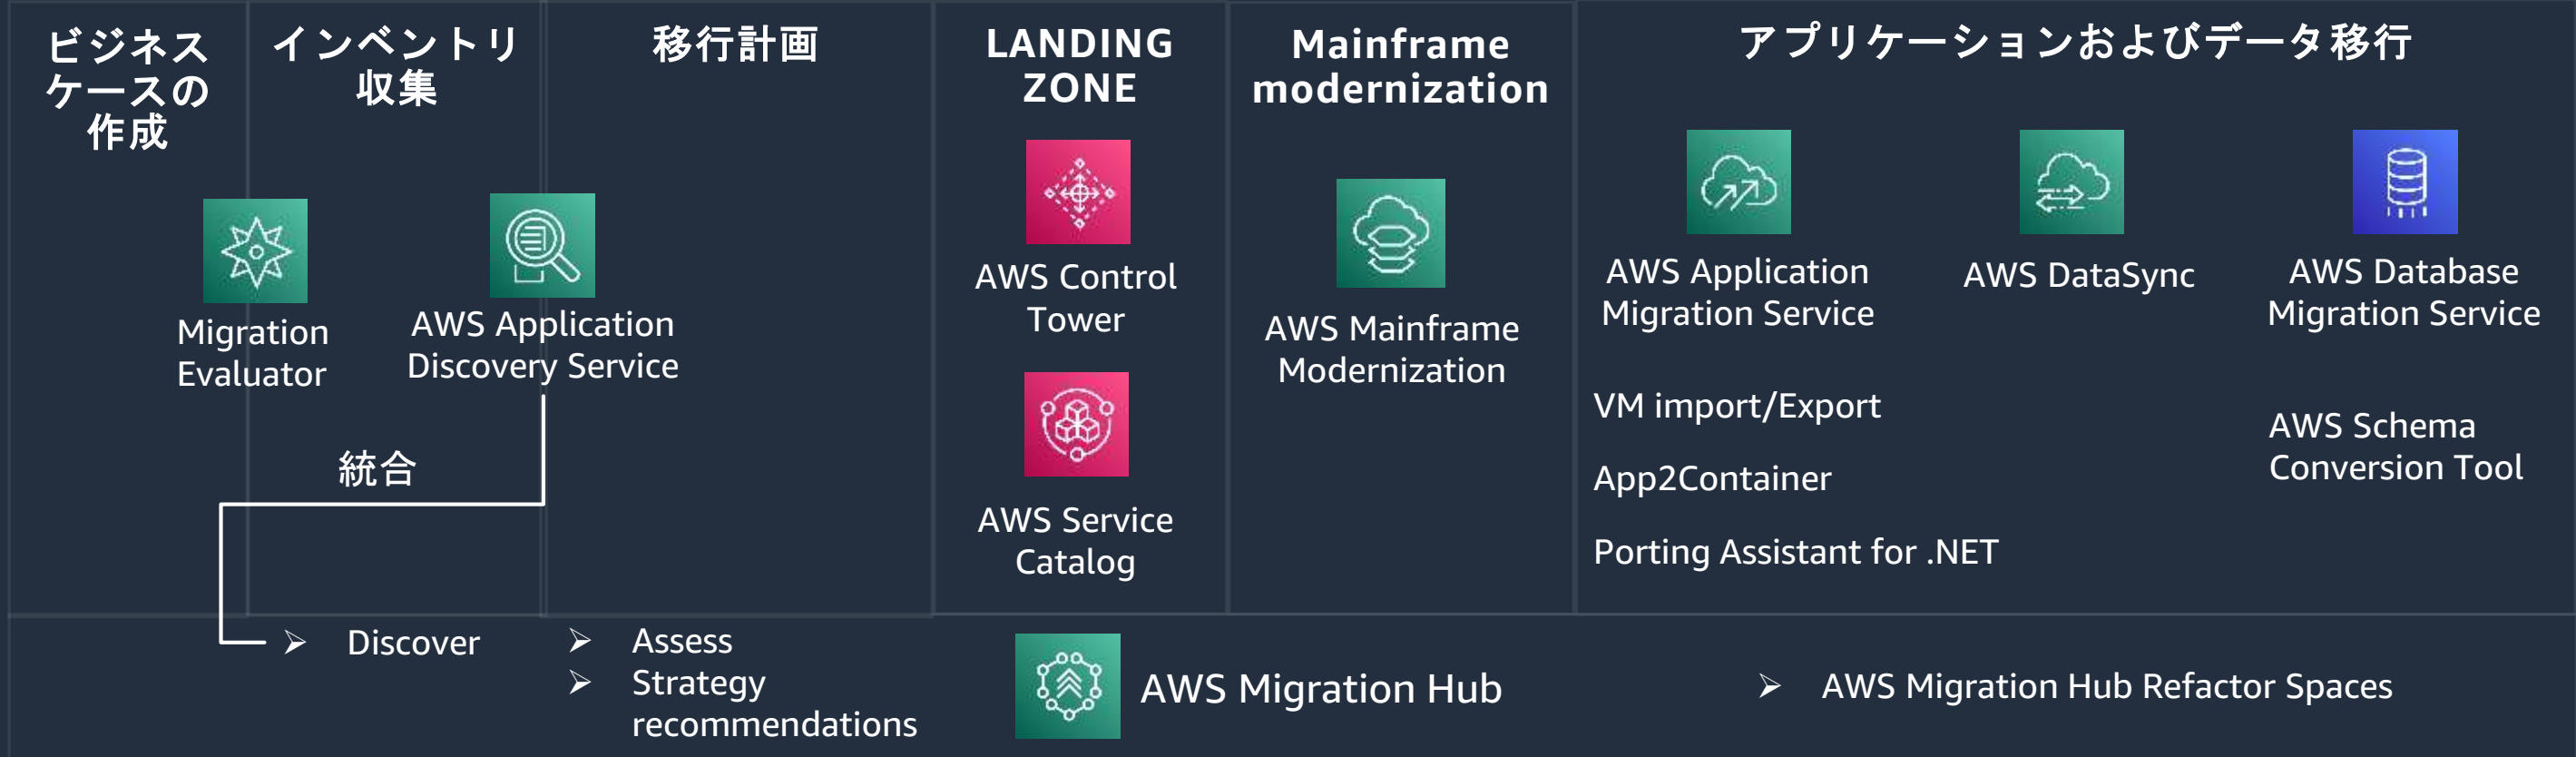 ビジネス
ケースの
作成
インベントリ
収集
移行計画
LANDING
ZONE
Mainframe
modernization
アプリケーションおよびデータ移行
Migration
Evaluator
AWS Application
Discovery Service
統合
AWS Control
Tower
AWS Service
Catalog
AWS Mainframe
Modernization
AWS Application
Migration Service
AWS DataSync
AWS Database
Migration Service
VM import/Export
App2Container
Porting Assistant for .NET
AWS Schema
Conversion Tool
➢ Discover
➢ Assess
➢ Strategy
recommendations
AWS Migration Hub
➢ AWS Migration Hub Refactor Spaces